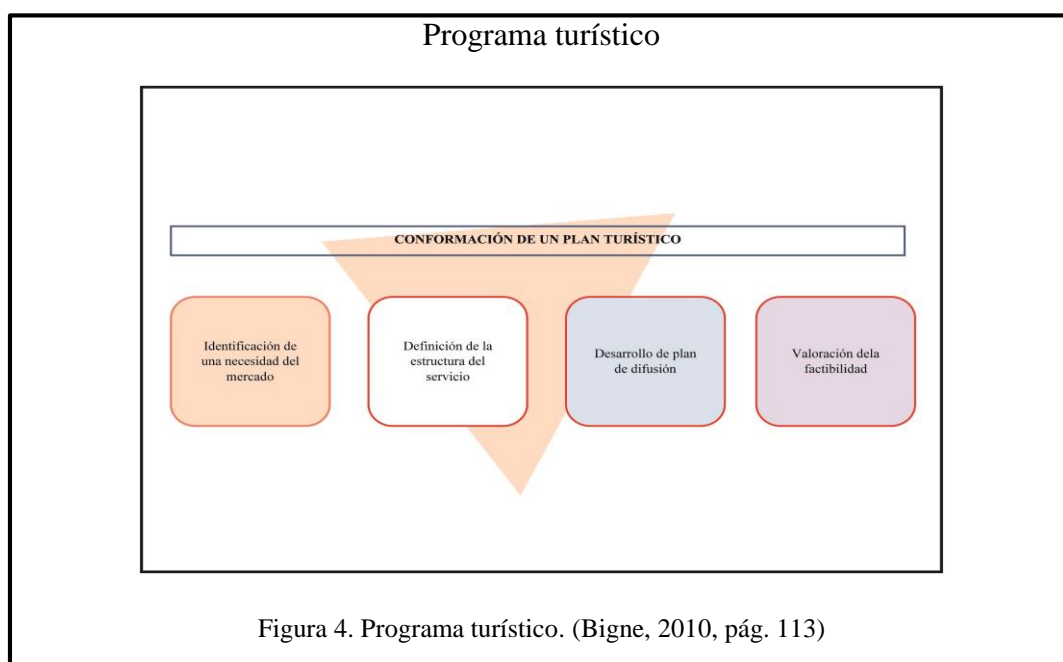 Programa turístico
CONFORMACIÓN DE UN PLAN TURÍSTICO
Identificación de
una necesidad del
mercado
Definición de la
estructura del
servicio
Desarrollo de plan
de difusión
Valoración dela
factibilidad
Figura 4. Programa turístico. (Bigne, 2010, pág. 113)